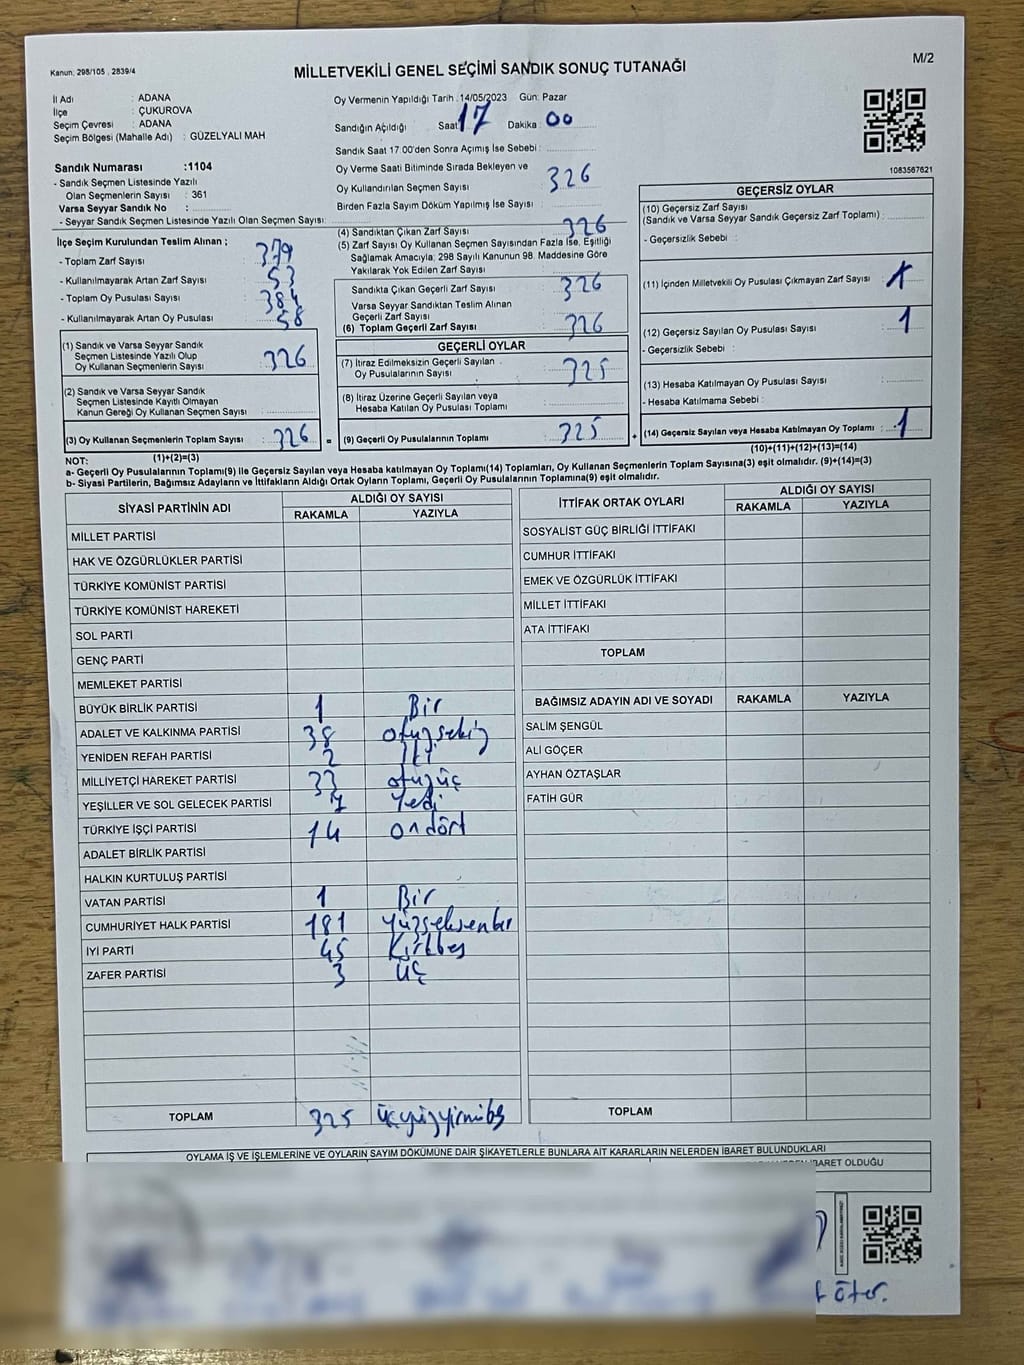 Kanun: 298/105 , 2839/4
MİLLETVEKİLİ GENEL SEÇİMİ SANDIK SONUÇ TUTANAĞI
M/2
İl Adı : ADANA
İlçe : ÇUKUROVA
Seçim Çevresi : ADANA
Seçim Bölgesi (Mahalle Adı) : GÜZELYALI MAH
Sandık Numarası :1104
- Sandık Seçmen Listesinde Yazılı
Olan Seçmenlerin Sayısı : 361
Varsa Seyyar Sandık No :
- Seyyar Sandık Seçmen Listesinde Yazılı Olan Seçmen Sayısı:
Oy Vermenin Yapıldığı Tarih :14/05/2023 Gün: Pazar
Sandığın Açıldığı Saat 17 Dakika 00
Sandık Saat 17:00'den Sonra Açımış İse Sebebi :
Oy Verme Saati Bitiminde Sırada Bekleyen ve
Oy Kullandırılan Seçmen Sayısı 326
Birden Fazla Sayım Döküm Yapılmış İse Sayısı
1083567621
İlçe Seçim Kurulundan Teslim Alınan ;
- Toplam Zarf Sayısı 379
- Kullanılmayarak Artan Zarf Sayısı 53
- Toplam Oy Pusulası Sayısı 384
- Kullanılmayarak Artan Oy Pusulası 58
(1) Sandık ve Varsa Seyyar Sandık
Seçmen Listesinde Yazılı Olup
Oy Kullanan Seçmenlerin Sayısı 326
(2) Sandık ve Varsa Seyyar Sandık
Seçmen Listesinde Kayıtlı Olmayan
Kanun Gereği Oy Kullanan Seçmen Sayısı
(3) Oy Kullanan Seçmenlerin Toplam Sayısı : 326 =
(1)+(2)=(3)
(4) Sandıktan Çıkan Zarf Sayısı 326
(5) Zarf Sayısı Oy Kullanan Seçmen Sayısından Fazla İse, Eşitliği
Sağlamak Amacıyla; 298 Sayılı Kanunun 98. Maddesine Göre
Yakılarak Yok Edilen Zarf Sayısı
Sandıkta Çıkan Geçerli Zarf Sayısı 326
Varsa Seyyar Sandıktan Teslim Alınan
Geçerli Zarf Sayısı
(6) Toplam Geçerli Zarf Sayısı 326
GEÇERLİ OYLAR
(7) İtiraz Edilmeksizin Geçerli Sayılan
Oy Pusulalarının Sayısı 325
(8) İtiraz Üzerine Geçerli Sayılan veya
Hesaba Katılan Oy Pusulası Toplamı
(9) Geçerli Oy Pusulalarının Toplamı 325 +
GEÇERSİZ OYLAR
(10) Geçersiz Zarf Sayısı
(Sandık ve Varsa Seyyar Sandık Geçersiz Zarf Toplamı) :
- Geçersizlik Sebebi :
(11) İçinden Milletvekili Oy Pusulası Çıkmayan Zarf Sayısı :
(12) Geçersiz Sayılan Oy Pusulası Sayısı 1
- Geçersizlik Sebebi :
(13) Hesaba Katılmayan Oy Pusulası Sayısı
- Hesaba Katılmama Sebebi :
(14) Geçersiz Sayılan veya Hesaba Katılmayan Oy Toplamı : 1
(10)+(11)+(12)+(13)=(14)
NOT:
a- Geçerli Oy Pusulalarının Toplamı(9) İle Geçersiz Sayılan veya Hesaba katılmayan Oy Toplamı(14) Toplamları, Oy Kullanan Seçmenlerin Toplam Sayısına(3) eşit olmalıdır. (9)+(14)=(3)
b- Siyasi Partilerin, Bağımsız Adayların ve İttifakların Aldığı Ortak Oyların Toplamı, Geçerli Oy Pusulalarının Toplamına(9) eşit olmalıdır.
SİYASİ PARTİNİN ADI ALDIĞI OY SAYISI
RAKAMLA YAZIYLA
MİLLET PARTİSİ
HAK VE ÖZGÜRLÜKLER PARTİSİ
TÜRKİYE KOMÜNİST PARTİSİ
TÜRKİYE KOMÜNİST HAREKETİ
SOL PARTİ
GENÇ PARTİ
MEMLEKET PARTİSİ
BÜYÜK BİRLİK PARTİSİ 1 Bir
ADALET VE KALKINMA PARTİSİ 38 otuzsekiz
YENİDEN REFAH PARTİSİ 2 İki
MİLLİYETÇİ HAREKET PARTİSİ 33 otuzüç
YEŞİLLER VE SOL GELECEK PARTİSİ 7 Yedi
TÜRKİYE İŞÇİ PARTİSİ 14 ondört
ADALET BİRLİK PARTİSİ
HALKIN KURTULUŞ PARTİSİ
VATAN PARTİSİ 1 Bir
CUMHURİYET HALK PARTİSİ 181 yüzseksenbir
İYİ PARTİ 45 Kırkbeş
ZAFER PARTİSİ 3 üç
TOPLAM 325 üçyüzyirmibeş
İTTİFAK ORTAK OYLARI ALDIĞI OY SAYISI
RAKAMLA YAZIYLA
SOSYALİST GÜÇ BİRLİĞİ İTTİFAKI
CUMHUR İTTİFAKI
EMEK VE ÖZGÜRLÜK İTTİFAKI
MİLLET İTTİFAKI
ATA İTTİFAKI
TOPLAM
BAĞIMSIZ ADAYIN ADI VE SOYADI RAKAMLA YAZIYLA
SALİM ŞENGÜL
ALİ GÖÇER
AYHAN ÖZTAŞLAR
FATİH GÜR
TOPLAM
OYLAMA İŞ VE İŞLEMLERİNE VE OYLARIN SAYIM DÖKÜMÜNE DAİR ŞİKAYETLERLE BUNLARA AİT KARARLARIN NELERDEN İBARET BULUNDUKLARI
İBARET OLDUĞU